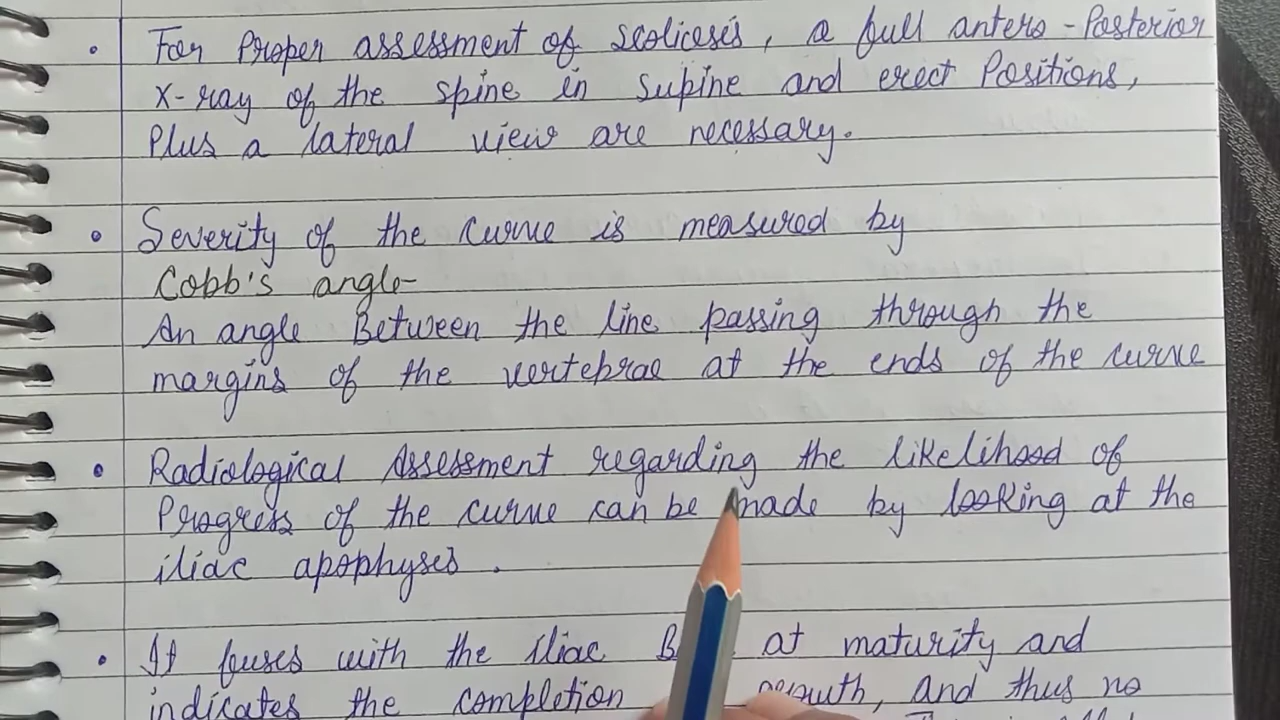 For Proper assessment of Scolioses, a full antero-Posterior
X-ray of the spine in Supine and erect Positions,
Plus a lateral view are necessary.
Severity of the curve is measured by
Cobb's angle-
An angle Between the line passing through the
margins of the vertebrae at the ends of the curve
Radiological Assessment regarding the likelihood of
Progress of the curve can be made by looking at the
iliac apophyses.
It fuses with the iliac at maturity and
indicates the completion growth, and thus no